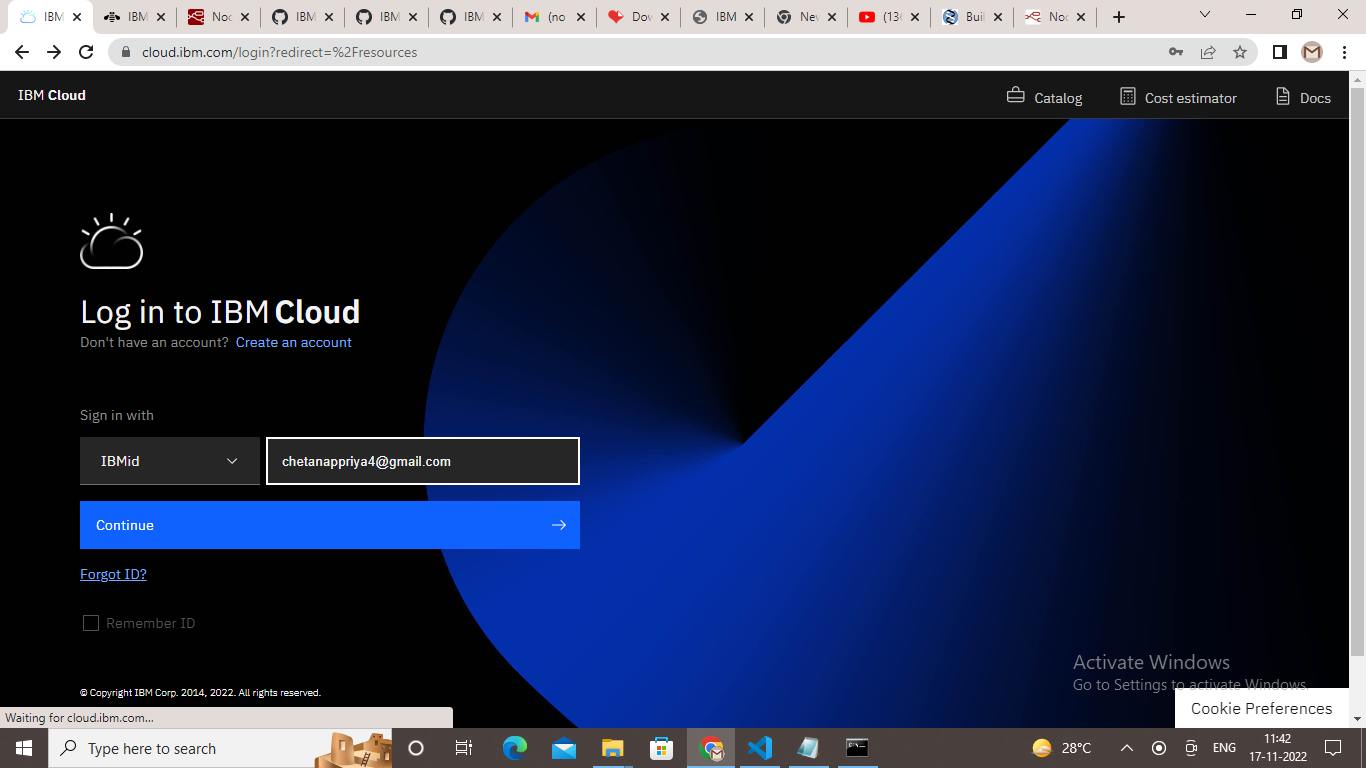 IBM
IBM
Noc
IBM
IBM
IBM
(no
Dov
IBM
Nev
(13
Buil
Noc
cloud.ibm.com/login?redirect=%2Fresources
IBM Cloud
Catalog
Cost estimator
Docs
Log in to IBM Cloud
Don't have an account? Create an account
Sign in with
IBMid
chetanappriya4@gmail.com
Continue
Forgot ID?
Remember ID
© Copyright IBM Corp. 2014, 2022. All rights reserved.
Activate Windows
Go to Settings to activate Windows.
Cookie Preferences
Waiting for cloud.ibm.com...
Type here to search
28°C
ENG
11:42
17-11-2022